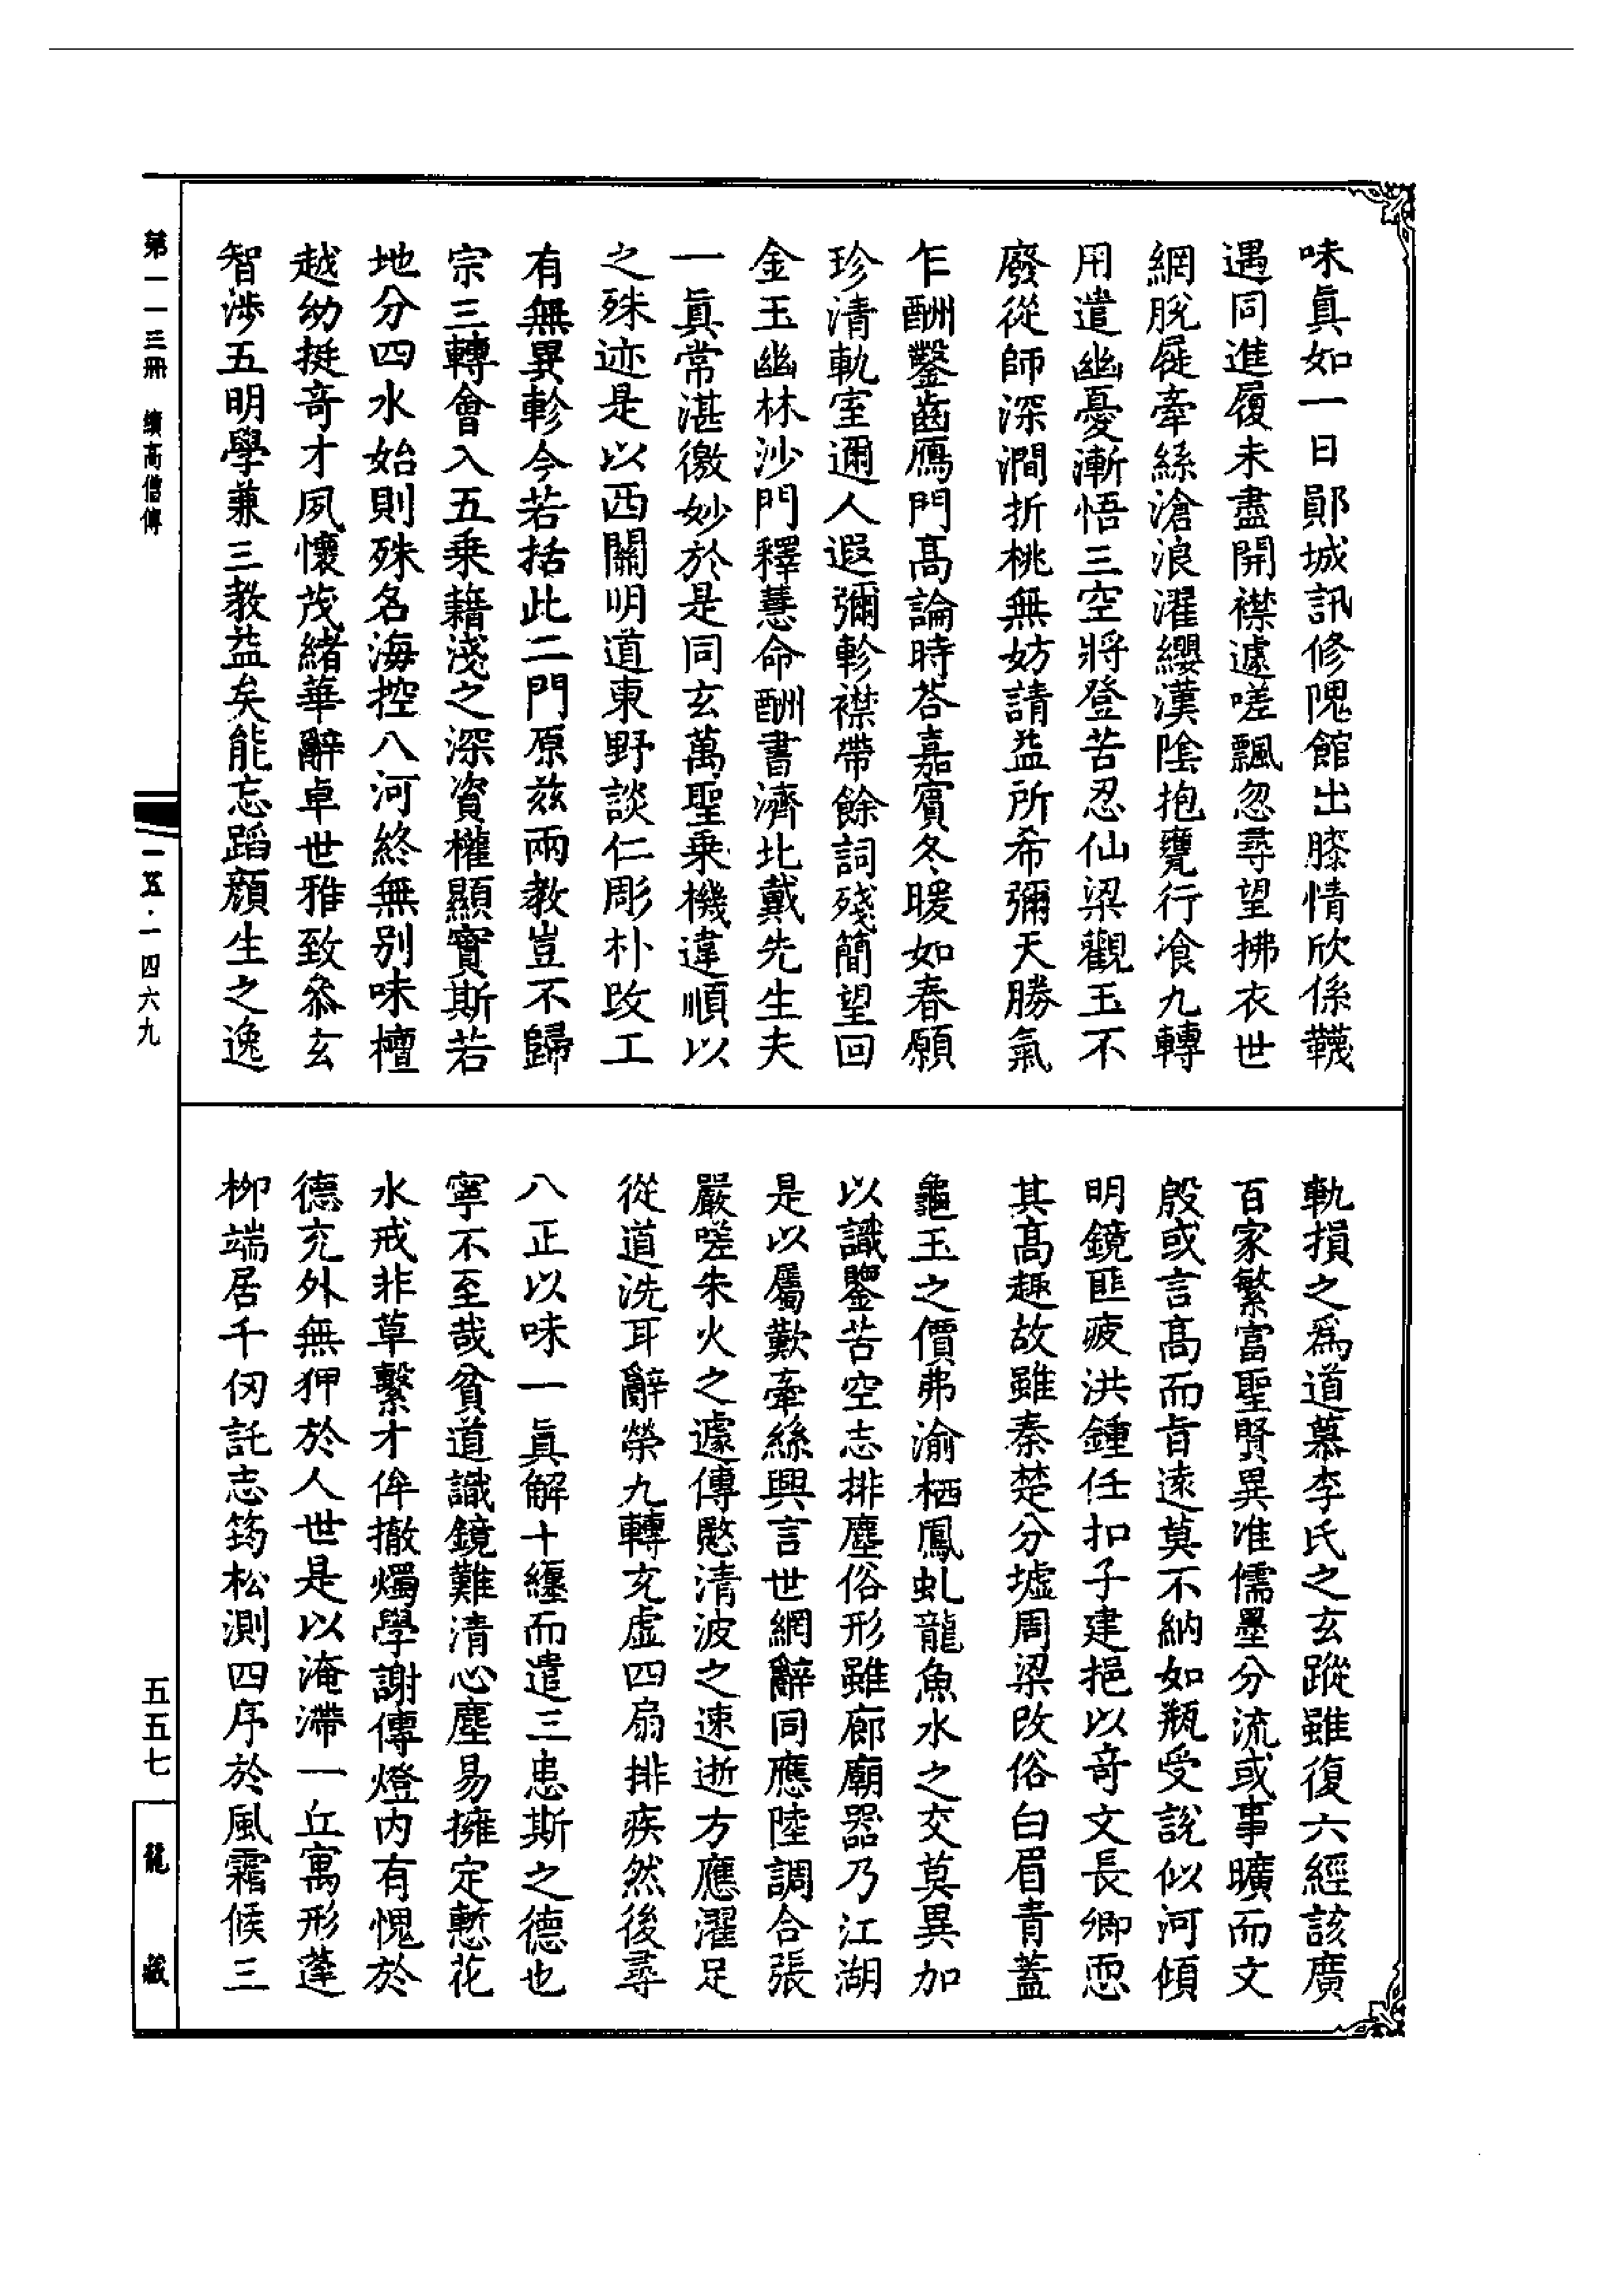 味眞如一日郧城訊修隗館出膝情欣係韈
遇同進履未盡開襟遽嗟飄忽尋望拂衣世
網脫屣牽絲滄浪濯纓漢陰抱甕行飡九轉
用遣幽憂漸悟三空將登苦忍仙梁觀玉不
廢從師深澗折桃無妨請益所希彌天勝氣
乍酬鑿齒鴈門高論時荅嘉賓冬暖如春願
珍清軌室邇人遐彌軫襟帶餘詞殘簡望回
金玉幽林沙門釋慧命酬書濟北戴先生夫
一眞常湛徼妙於是同玄萬聖乗機違順以
之殊迹是以西關明道東野談仁彫朴改工
有無異軫今若括此二門原兹兩教豈不歸
宗三轉會入五乗藉淺之深資權顯實斯若
地分四水始則殊名海控八河終無别味檀
越幼挺竒才夙懷茂緒華辭卓世雅致叅玄
智涉五明學兼三教益矣能忘蹈顔生之逸
軌損之爲道慕李氏之玄蹤雖復六經該廣
百家繁富聖賢異准儒墨分流或事曠而文
殷或言高而旨逺莫不納如瓶受說似河傾
明鏡匪疲洪鍾任扣子建挹以竒文長卿恧
其高趣故雖秦楚分墟周梁改俗白眉青蓋
龜玉之價弗渝栖鳳虬龍魚水之交莫異加
以識鑒苦空志排塵俗形雖廊廟器乃江湖
是以屬歎牽絲興言世網辭同應陸調合張
嚴嗟朱火之遽傳愍清波之速逝方應濯足
從道洗耳辭榮九轉充虛四扇排疾然後尋
八正以味一眞解十纒而遣三患斯之德也
寧不至哉貧道識鏡難清心塵易擁定慙花
水戒非草繫才侔撤燭學謝傳燈内有愧於
德充外無狎於人世是以淹滯一丘寓形蓬
栁端居千仞託志筠松測四序於風霜候三
第一一三冊　續高僧傳
一五·一四六九
五五七
龍藏